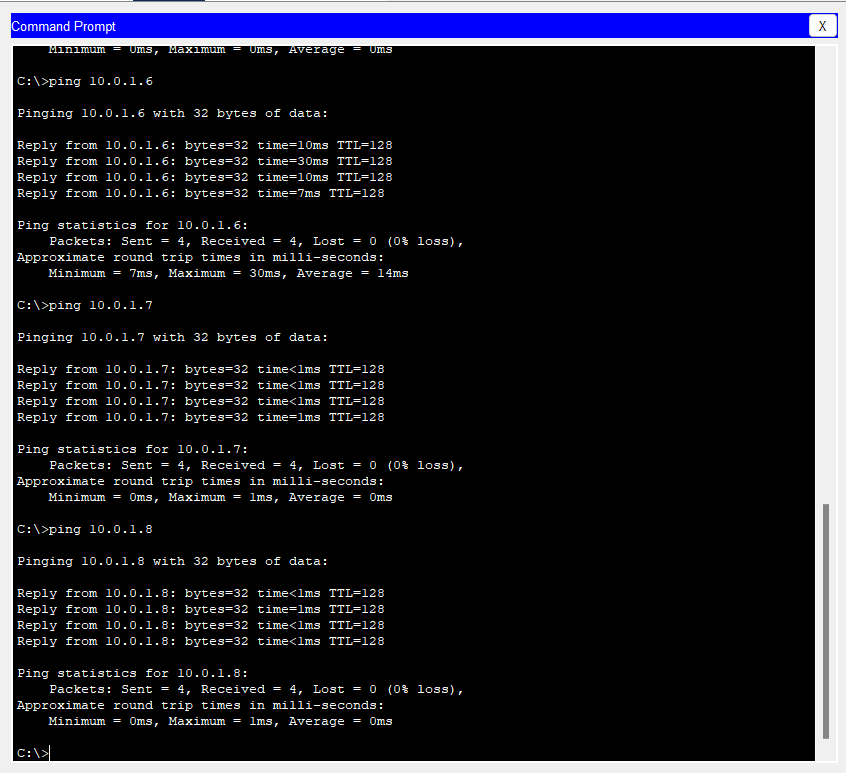 Command Prompt
X
Minimum = 0ms, Maximum = 0ms, Average = 0ms
C:\>ping 10.0.1.6
Pinging 10.0.1.6 with 32 bytes of data:
Reply from 10.0.1.6: bytes=32 time=10ms TTL=128
Reply from 10.0.1.6: bytes=32 time=30ms TTL=128
Reply from 10.0.1.6: bytes=32 time=10ms TTL=128
Reply from 10.0.1.6: bytes=32 time=7ms TTL=128
Ping statistics for 10.0.1.6:
Packets: Sent = 4, Received = 4, Lost = 0 (0% loss),
Approximate round trip times in milli-seconds:
Minimum = 7ms, Maximum = 30ms, Average = 14ms
C:\>ping 10.0.1.7
Pinging 10.0.1.7 with 32 bytes of data:
Reply from 10.0.1.7: bytes=32 time<1ms TTL=128
Reply from 10.0.1.7: bytes=32 time<1ms TTL=128
Reply from 10.0.1.7: bytes=32 time<1ms TTL=128
Reply from 10.0.1.7: bytes=32 time=1ms TTL=128
Ping statistics for 10.0.1.7:
Packets: Sent = 4, Received = 4, Lost = 0 (0% loss),
Approximate round trip times in milli-seconds:
Minimum = 0ms, Maximum = 1ms, Average = 0ms
C:\>ping 10.0.1.8
Pinging 10.0.1.8 with 32 bytes of data:
Reply from 10.0.1.8: bytes=32 time<1ms TTL=128
Reply from 10.0.1.8: bytes=32 time=1ms TTL=128
Reply from 10.0.1.8: bytes=32 time<1ms TTL=128
Reply from 10.0.1.8: bytes=32 time<1ms TTL=128
Ping statistics for 10.0.1.8:
Packets: Sent = 4, Received = 4, Lost = 0 (0% loss),
Approximate round trip times in milli-seconds:
Minimum = 0ms, Maximum = 1ms, Average = 0ms
C:\>